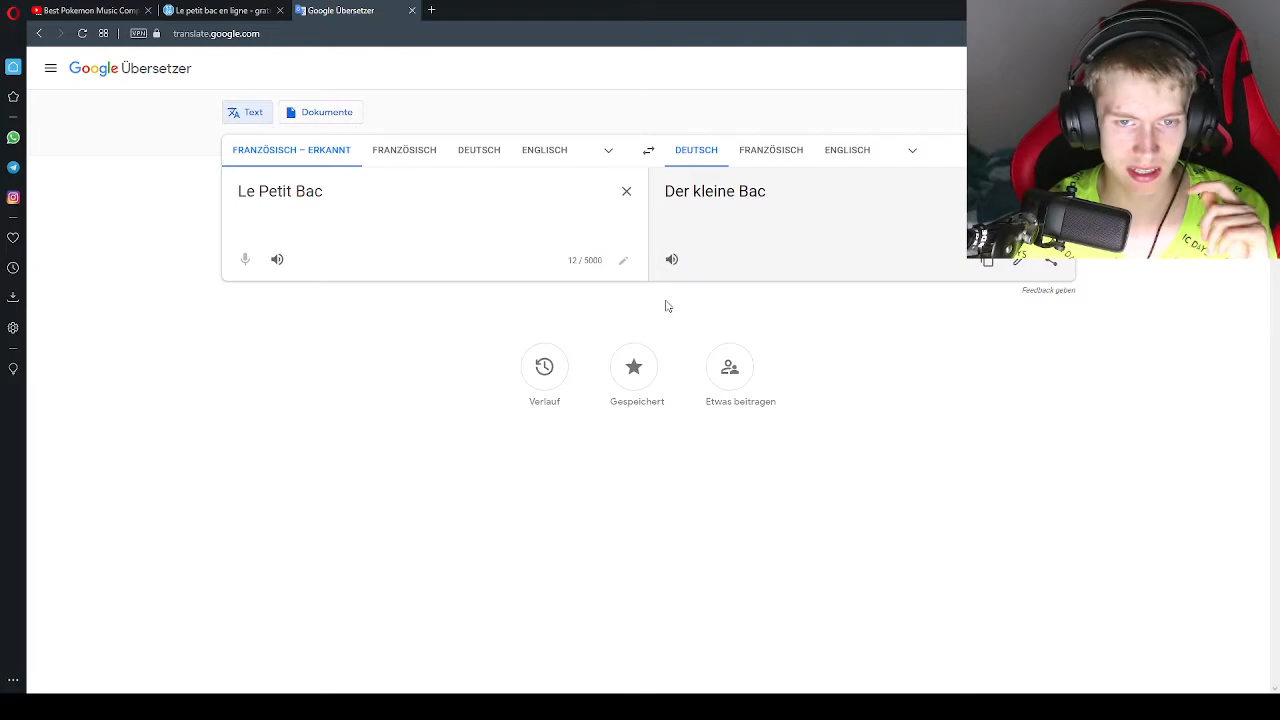 Best Pokemon Music Comp
Le petit bac en ligne - grat
Google Übersetzer
VPN
translate.google.com
Google Übersetzer
Text
Dokumente
FRANZÖSISCH – ERKANNT
FRANZÖSISCH
DEUTSCH
ENGLISCH
DEUTSCH
FRANZÖSISCH
ENGLISCH
Le Petit Bac
Der kleine Bac
12 / 5000
Feedback geben
Verlauf
Gespeichert
Etwas beitragen